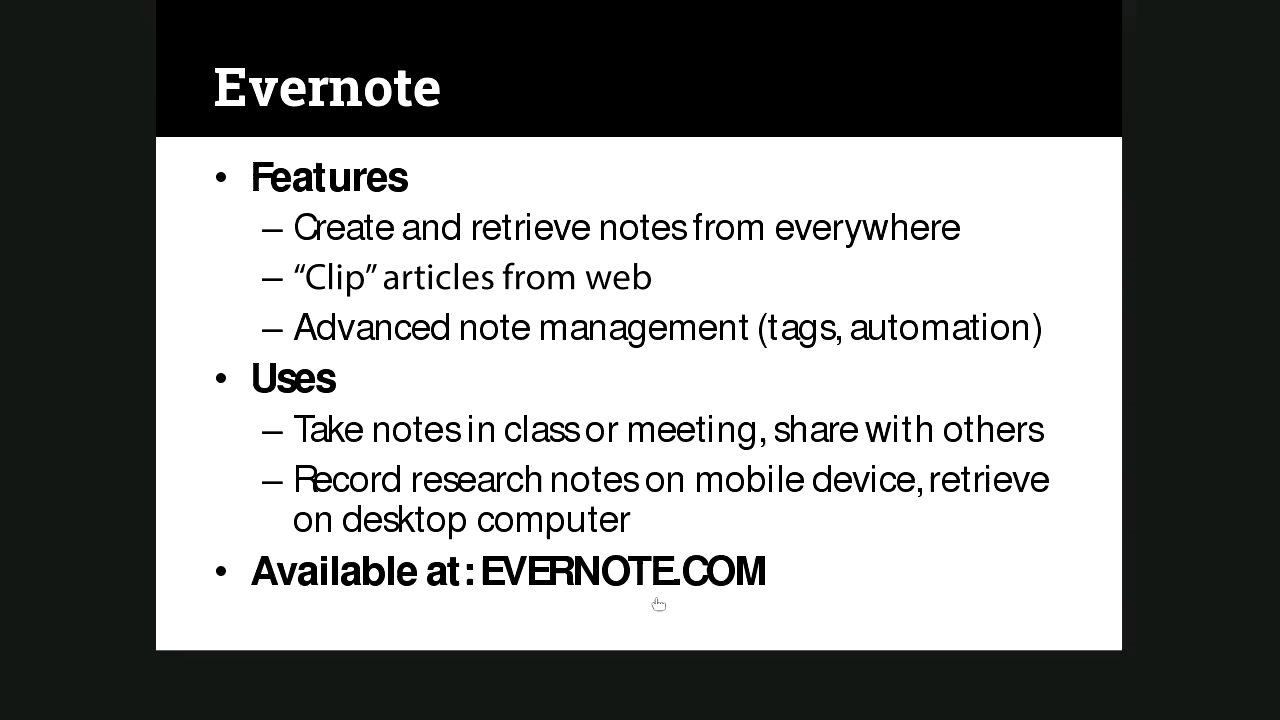 Evernote
• Features
– Create and retrieve notes from everywhere
– “Clip” articles from web
– Advanced note management (tags, automation)
• Uses
– Take notes in class or meeting, share with others
– Record research notes on mobile device, retrieve
on desktop computer
• Available at: EVERNOTE.COM